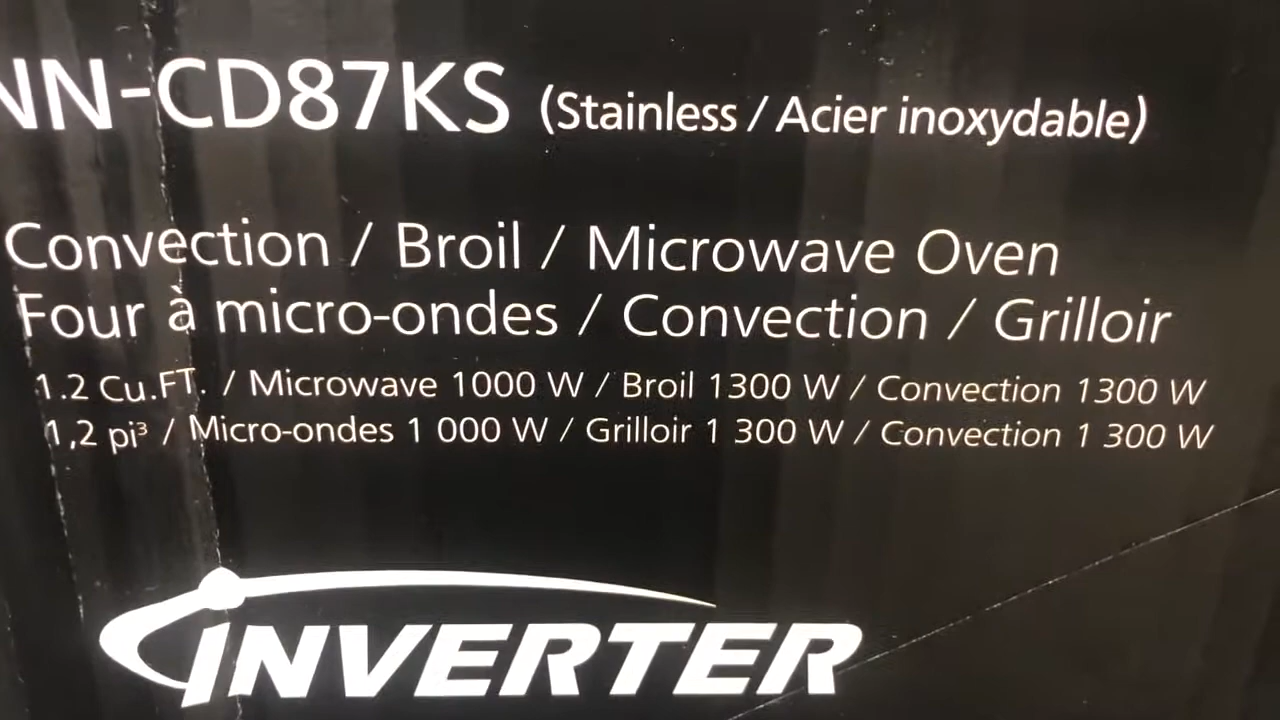 NN-CD87KS (Stainless / Acier inoxydable)
Convection / Broil / Microwave Oven
Four à micro-ondes / Convection / Grilloir
1.2 Cu.FT. / Microwave 1000 W / Broil 1300 W / Convection 1300 W
1,2 pi³ / Micro-ondes 1 000 W / Grilloir 1 300 W / Convection 1 300 W
INVERTER